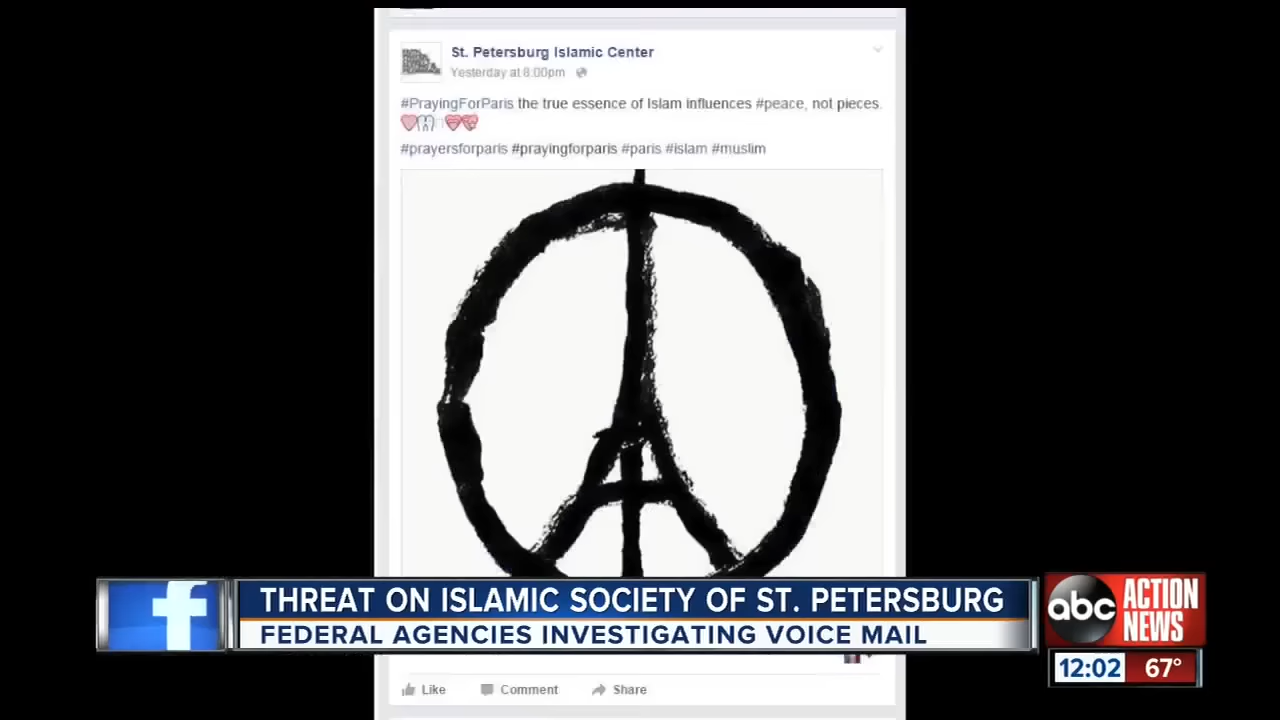 St. Petersburg Islamic Center
Yesterday at 8:00pm
#PrayingForParis the true essence of Islam influences #peace, not pieces.
#prayersforparis #prayingforparis #paris #islam #muslim
THREAT ON ISLAMIC SOCIETY OF ST. PETERSBURG
FEDERAL AGENCIES INVESTIGATING VOICE MAIL
abc ACTION NEWS
12:02 67°
Like Comment Share